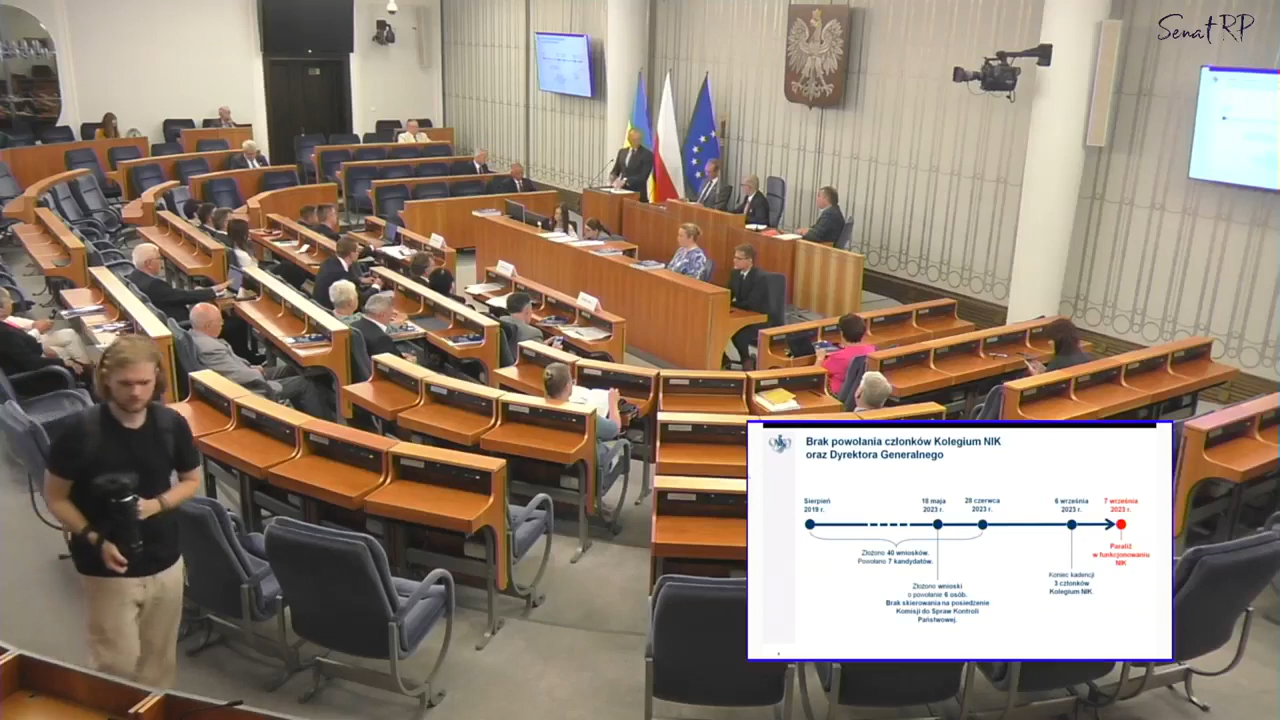 Senat RP
Brak powołania członków Kolegium NIK
oraz Dyrektora Generalnego
Sierpień
2019 r.
18 maja
2023 r.
28 czerwca
2023 r.
6 września
2023 r.
7 września
2023 r.
Złożono 40 wniosków.
Powołano 7 kandydatów.
Paraliż
w funkcjonowaniu
NIK
Złożono wnioski
o powołanie 6 osób.
Brak skierowania na posiedzenie
Komisji do Spraw Kontroli
Państwowej.
Koniec kadencji
3 członków
Kolegium NIK.